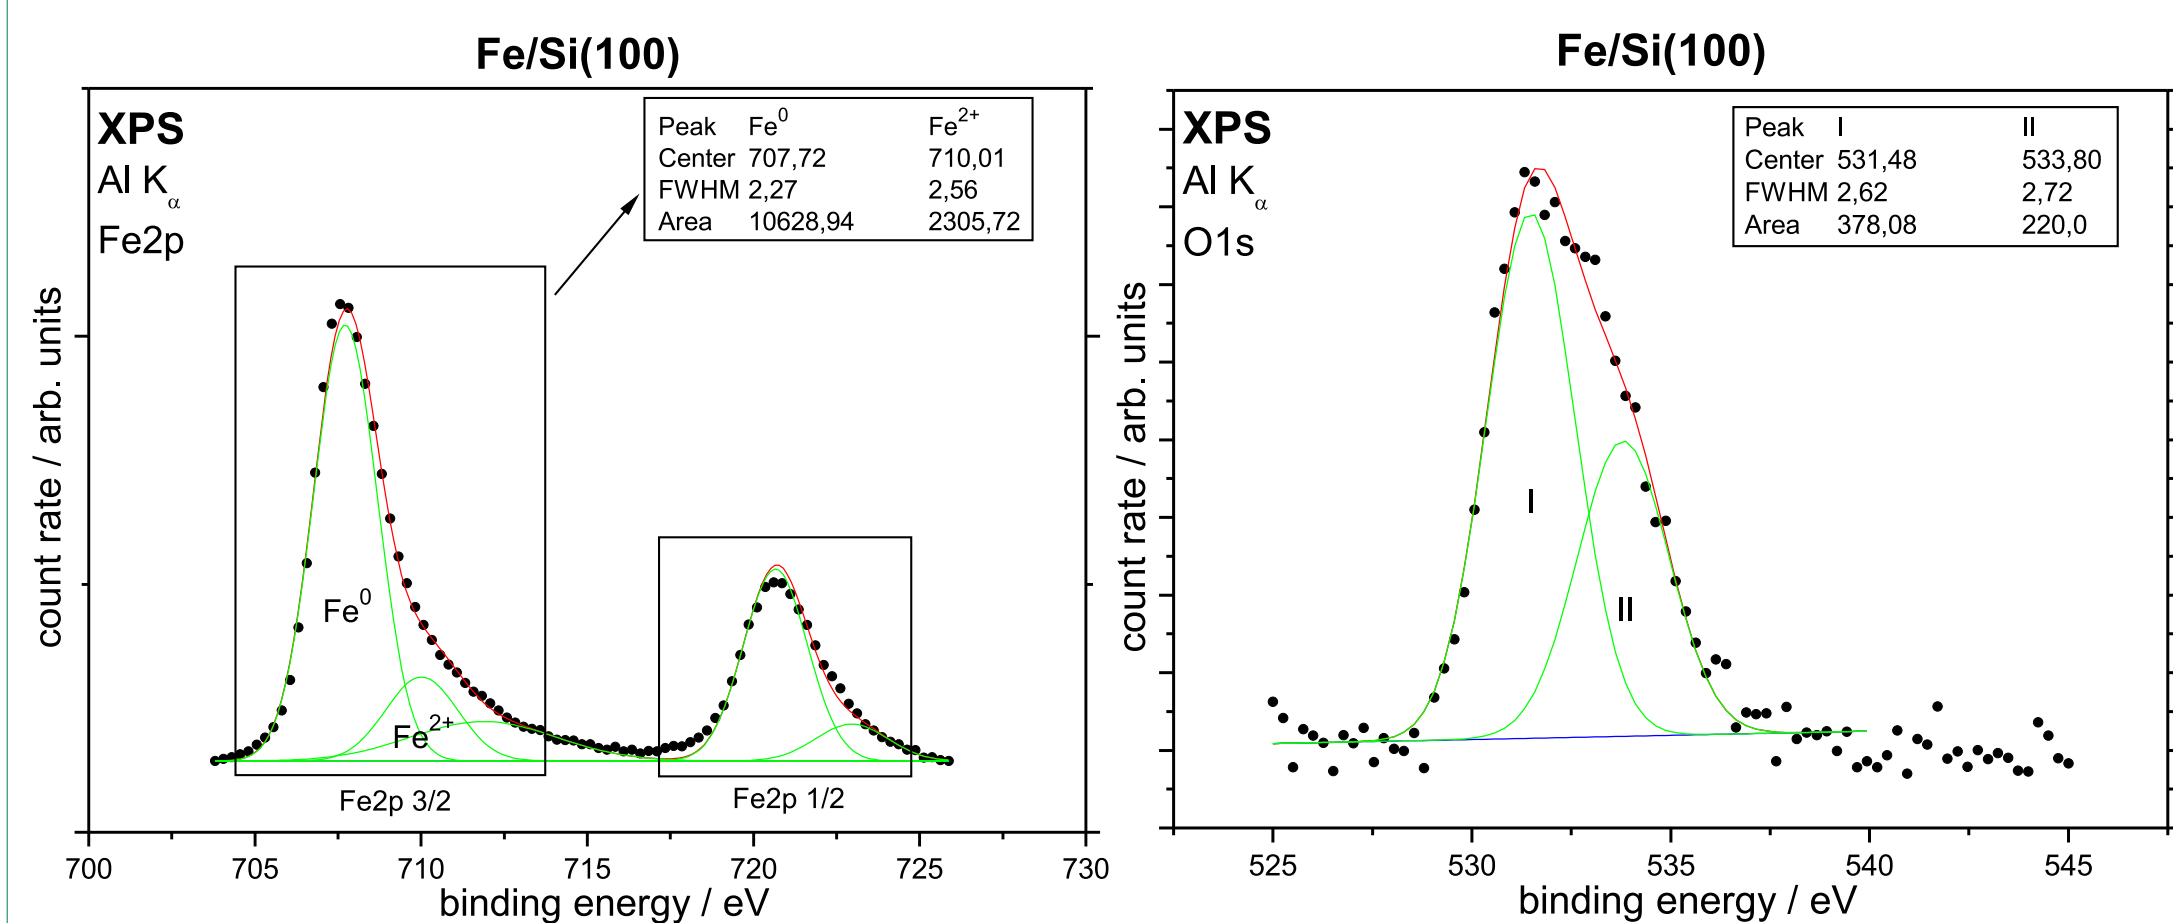 Fe/Si(100)
XPS
Al Kα
Fe2p
Peak Fe0 Fe2+
Center 707,72 710,01
FWHM 2,27 2,56
Area 10628,94 2305,72
count rate / arb. units
Fe0
Fe2+
Fe2p 3/2
Fe2p 1/2
700 705 710 715 720 725 730
binding energy / eV
Fe/Si(100)
XPS
Al Kα
O1s
Peak I II
Center 531,48 533,80
FWHM 2,62 2,72
Area 378,08 220,0
count rate / arb. units
I
II
525 530 535 540 545
binding energy / eV